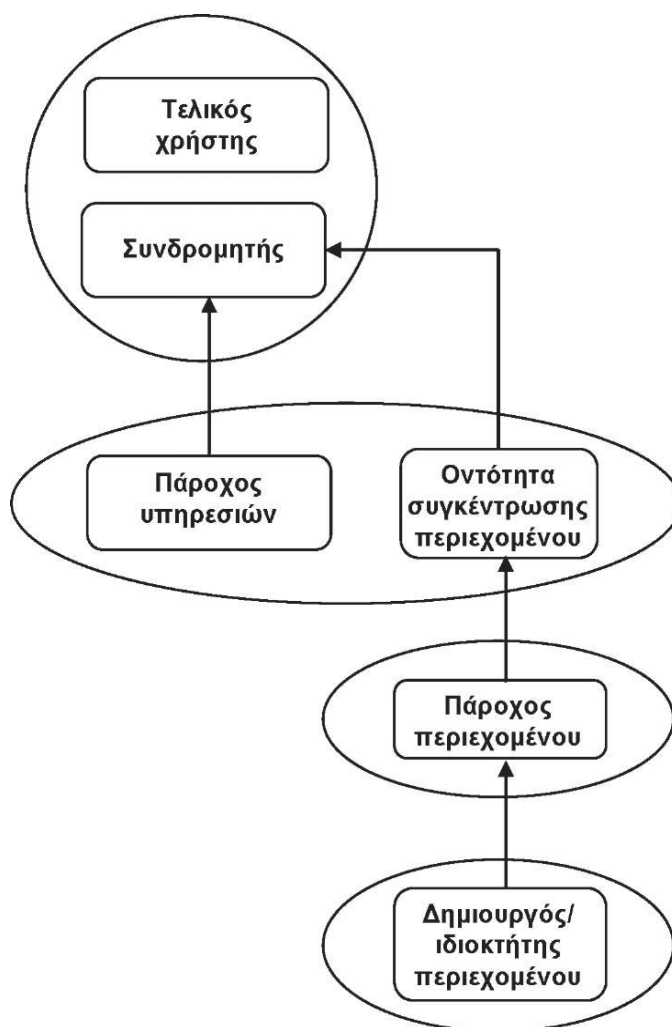 Τελικός
χρήστης
Συνδρομητής
Πάροχος
υπηρεσιών
Οντότητα
συγκέντρωσης
περιεχομένου
Πάροχος
περιεχομένου
Δημιουργός/
ιδιοκτήτης
περιεχομένου